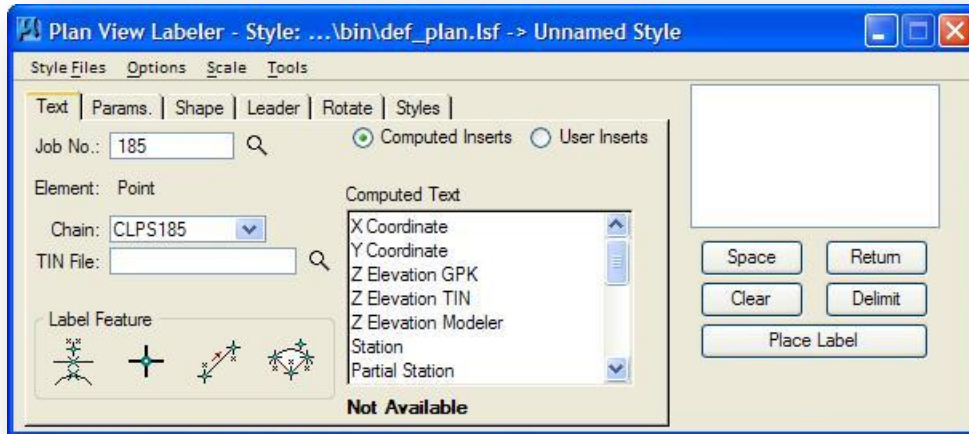 Plan View Labeler - Style: ...\bin\def_plan.lsf -> Unnamed Style
Style Files Options Scale Tools
Text Params. Shape Leader Rotate Styles
Job No.: 185
Computed Inserts User Inserts
Element: Point
Chain: CLPS185
TIN File:
Label Feature
Computed Text
X Coordinate
Y Coordinate
Z Elevation GPK
Z Elevation TIN
Z Elevation Modeler
Station
Partial Station
Not Available
Space Return
Clear Delimit
Place Label